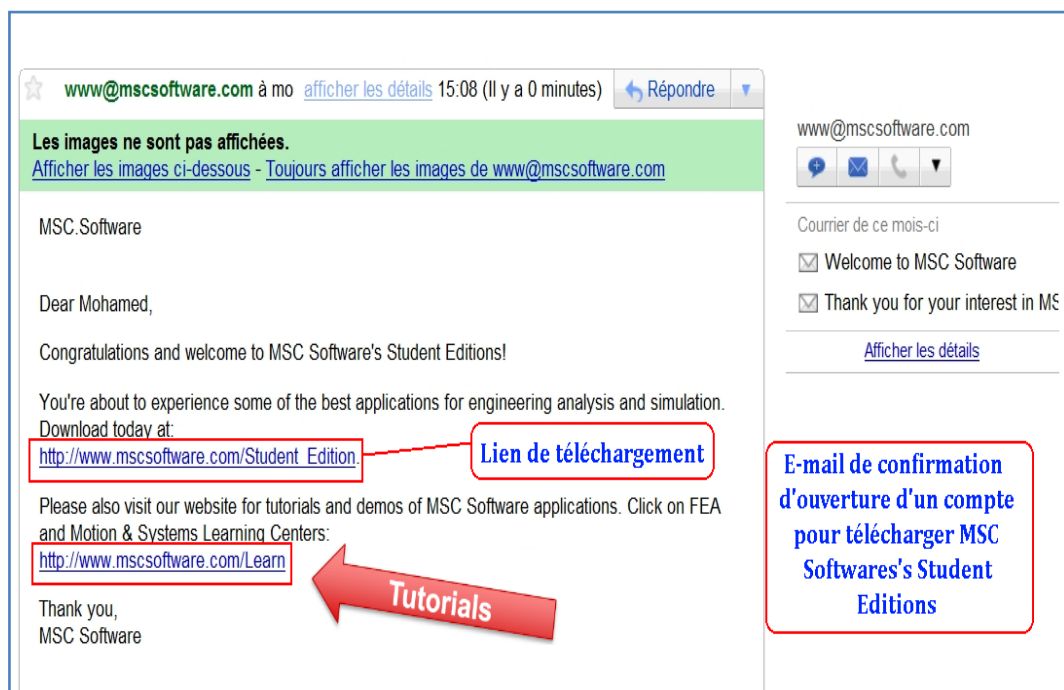 www@mscsoftware.com à mo afficher les détails 15:08 (Il y a 0 minutes) Répondre
Les images ne sont pas affichées.
Afficher les images ci-dessous - Toujours afficher les images de www@mscsoftware.com
MSC.Software
Dear Mohamed,
Congratulations and welcome to MSC Software's Student Editions!
You're about to experience some of the best applications for engineering analysis and simulation.
Download today at:
http://www.mscsoftware.com/Student_Edition.
Lien de téléchargement
Please also visit our website for tutorials and demos of MSC Software applications. Click on FEA
and Motion & Systems Learning Centers:
http://www.mscsoftware.com/Learn
Tutorials
Thank you,
MSC Software
www@mscsoftware.com
Courrier de ce mois-ci
Welcome to MSC Software
Thank you for your interest in MS
Afficher les détails
E-mail de confirmation
d'ouverture d'un compte
pour télécharger MSC
Softwares's Student
Editions